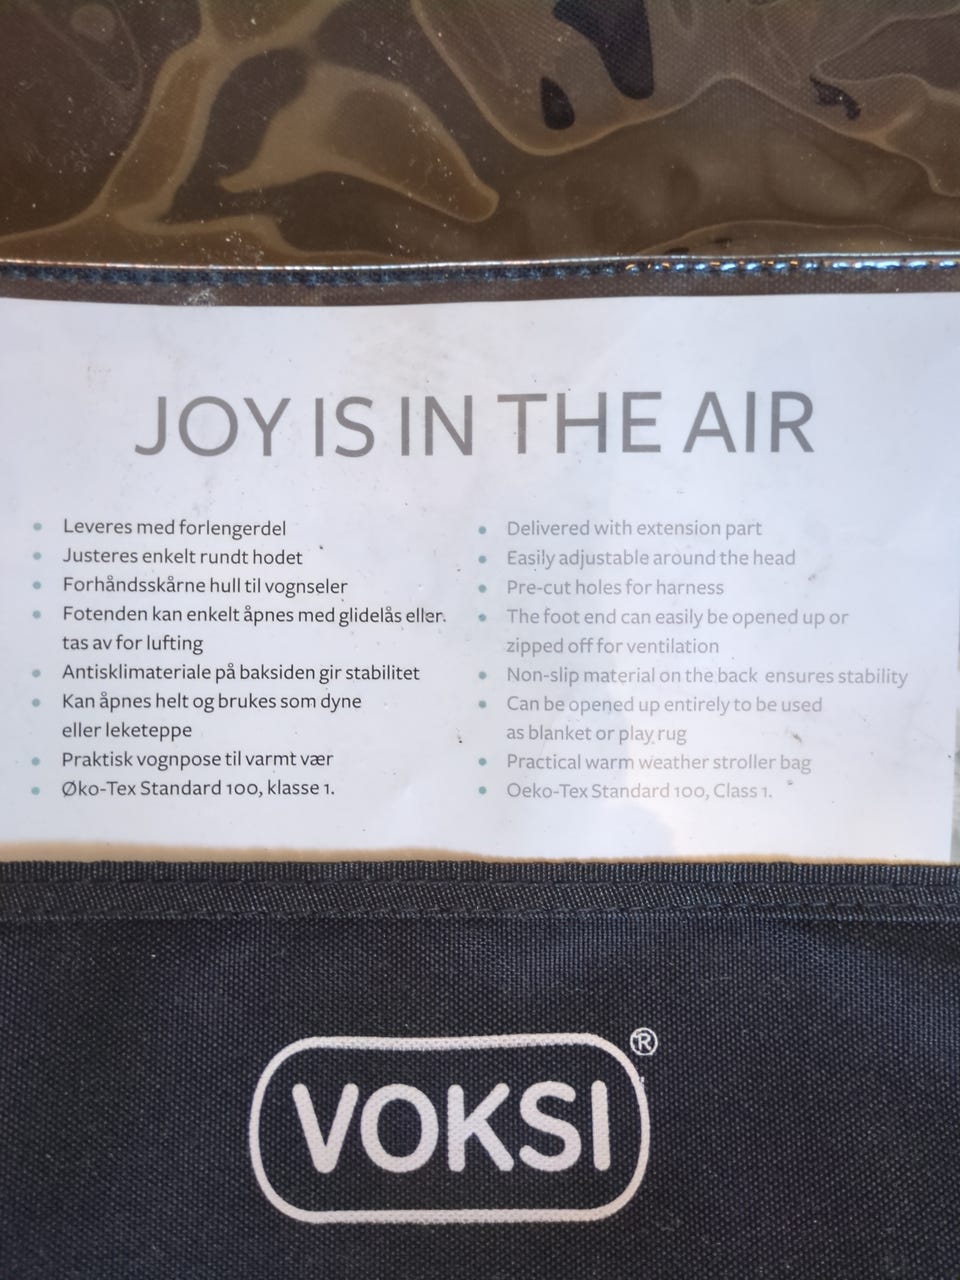 JOY IS IN THE AIR
• Leveres med forlengerdel
• Justeres enkelt rundt hodet
• Forhåndsskårne hull til vognseler
• Fotenden kan enkelt åpnes med glidelås eller
tas av for lufting
• Antisklimateriale på baksiden gir stabilitet
• Kan åpnes helt og brukes som dyne
eller leketeppe
• Praktisk vognpose til varmt vær
• Øko-Tex Standard 100, klasse 1.
• Delivered with extension part
• Easily adjustable around the head
• Pre-cut holes for harness
• The foot end can easily be opened up or
zipped off for ventilation
• Non-slip material on the back ensures stability
• Can be opened up entirely to be used
as blanket or play rug
• Practical warm weather stroller bag
• Oeko-Tex Standard 100, Class 1.
VOKSI®